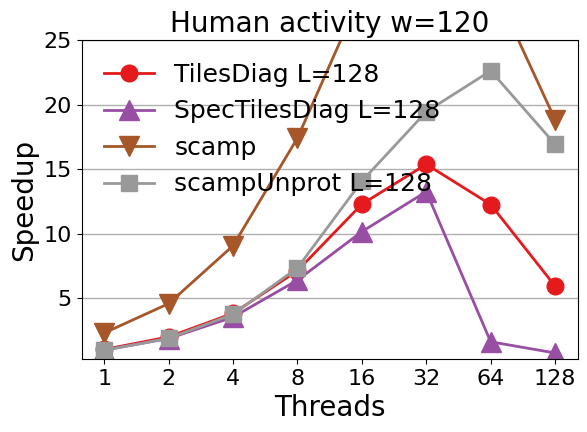 Human activity w=120
25
20
15
10
5
Speedup
TilesDiag L=128
SpecTilesDiag L=128
scamp
scampUnprot L=128
1 2 4 8 16 32 64 128
Threads